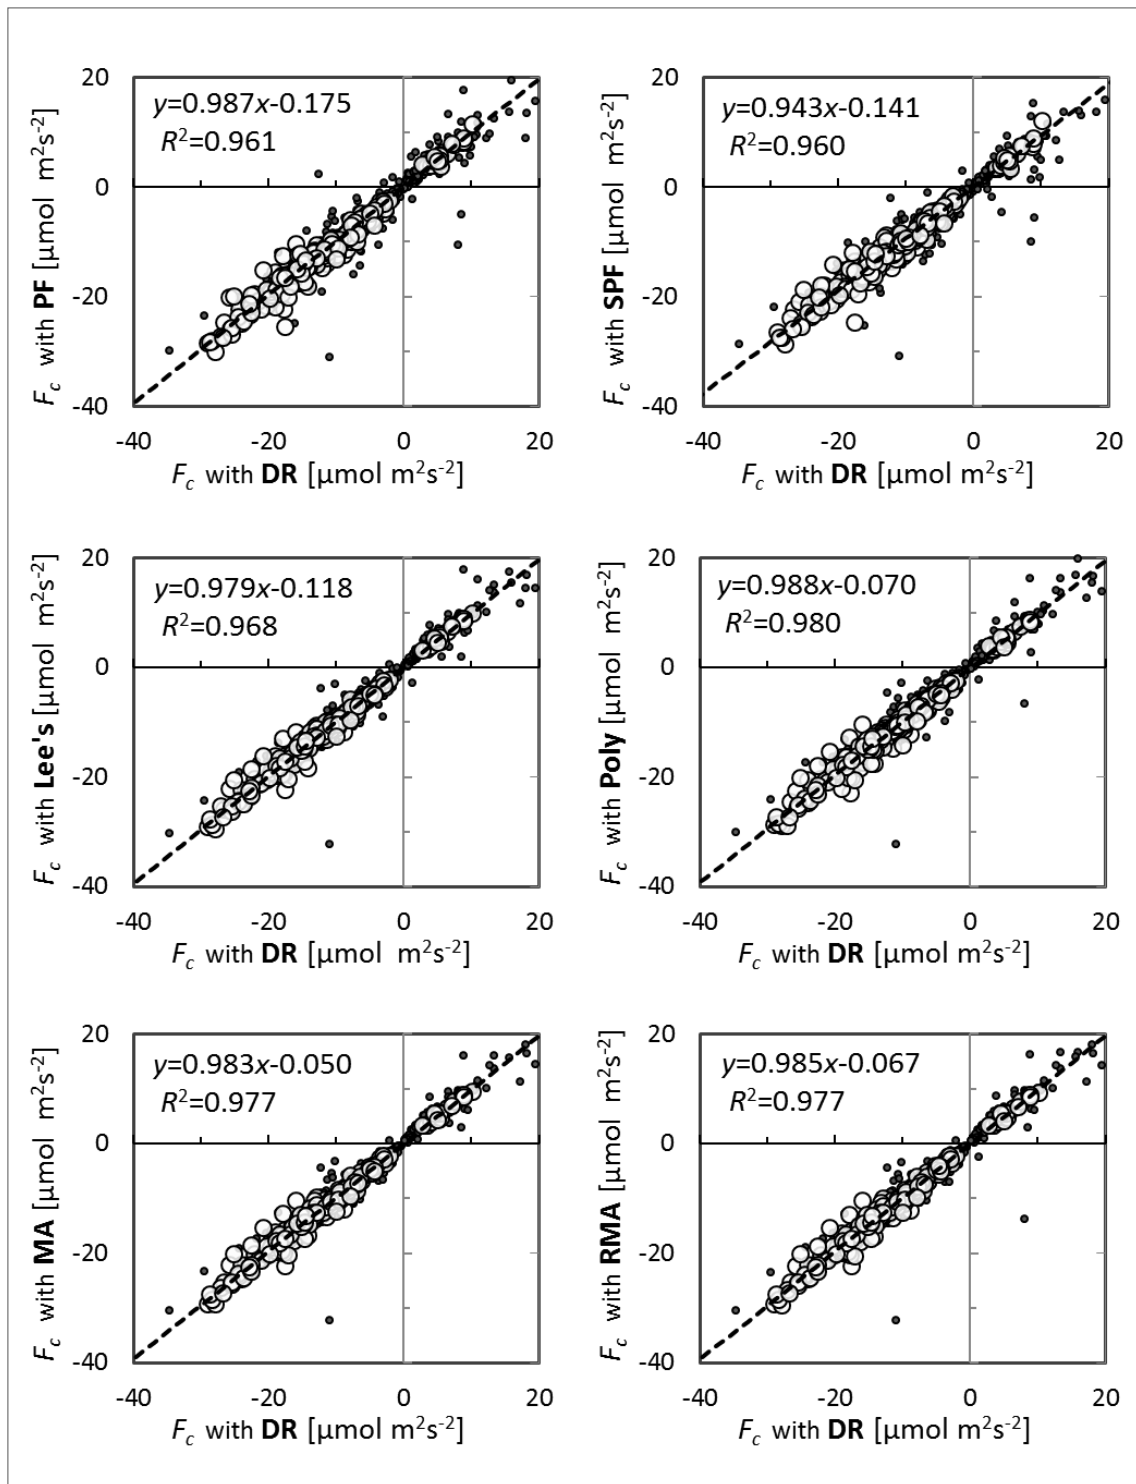 20
0
-20
-40
-40 -20 0 20
y=0.987x-0.175
R²=0.961
F_c with PF [µmol m²s⁻²]
F_c with DR [µmol m²s⁻²]
20
0
-20
-40
-40 -20 0 20
y=0.943x-0.141
R²=0.960
F_c with SPF [µmol m²s⁻²]
F_c with DR [µmol m²s⁻²]
20
0
-20
-40
-40 -20 0 20
y=0.979x-0.118
R²=0.968
F_c with Lee's [µmol m²s⁻²]
F_c with DR [µmol m²s⁻²]
20
0
-20
-40
-40 -20 0 20
y=0.988x-0.070
R²=0.980
F_c with Poly [µmol m²s⁻²]
F_c with DR [µmol m²s⁻²]
20
0
-20
-40
-40 -20 0 20
y=0.983x-0.050
R²=0.977
F_c with MA [µmol m²s⁻²]
F_c with DR [µmol m²s⁻²]
20
0
-20
-40
-40 -20 0 20
y=0.985x-0.067
R²=0.977
F_c with RMA [µmol m²s⁻²]
F_c with DR [µmol m²s⁻²]